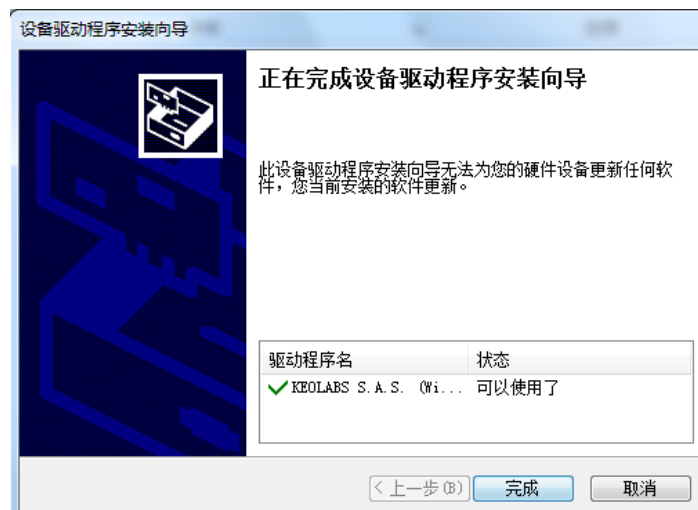 设备驱动程序安装向导
正在完成设备驱动程序安装向导
此设备驱动程序安装向导无法为您的硬件设备更新任何软
件，您当前安装的软件更新。
驱动程序名 状态
KEOLABS S.A.S. (Wi... 可以使用了
< 上一步(B) 完成 取消